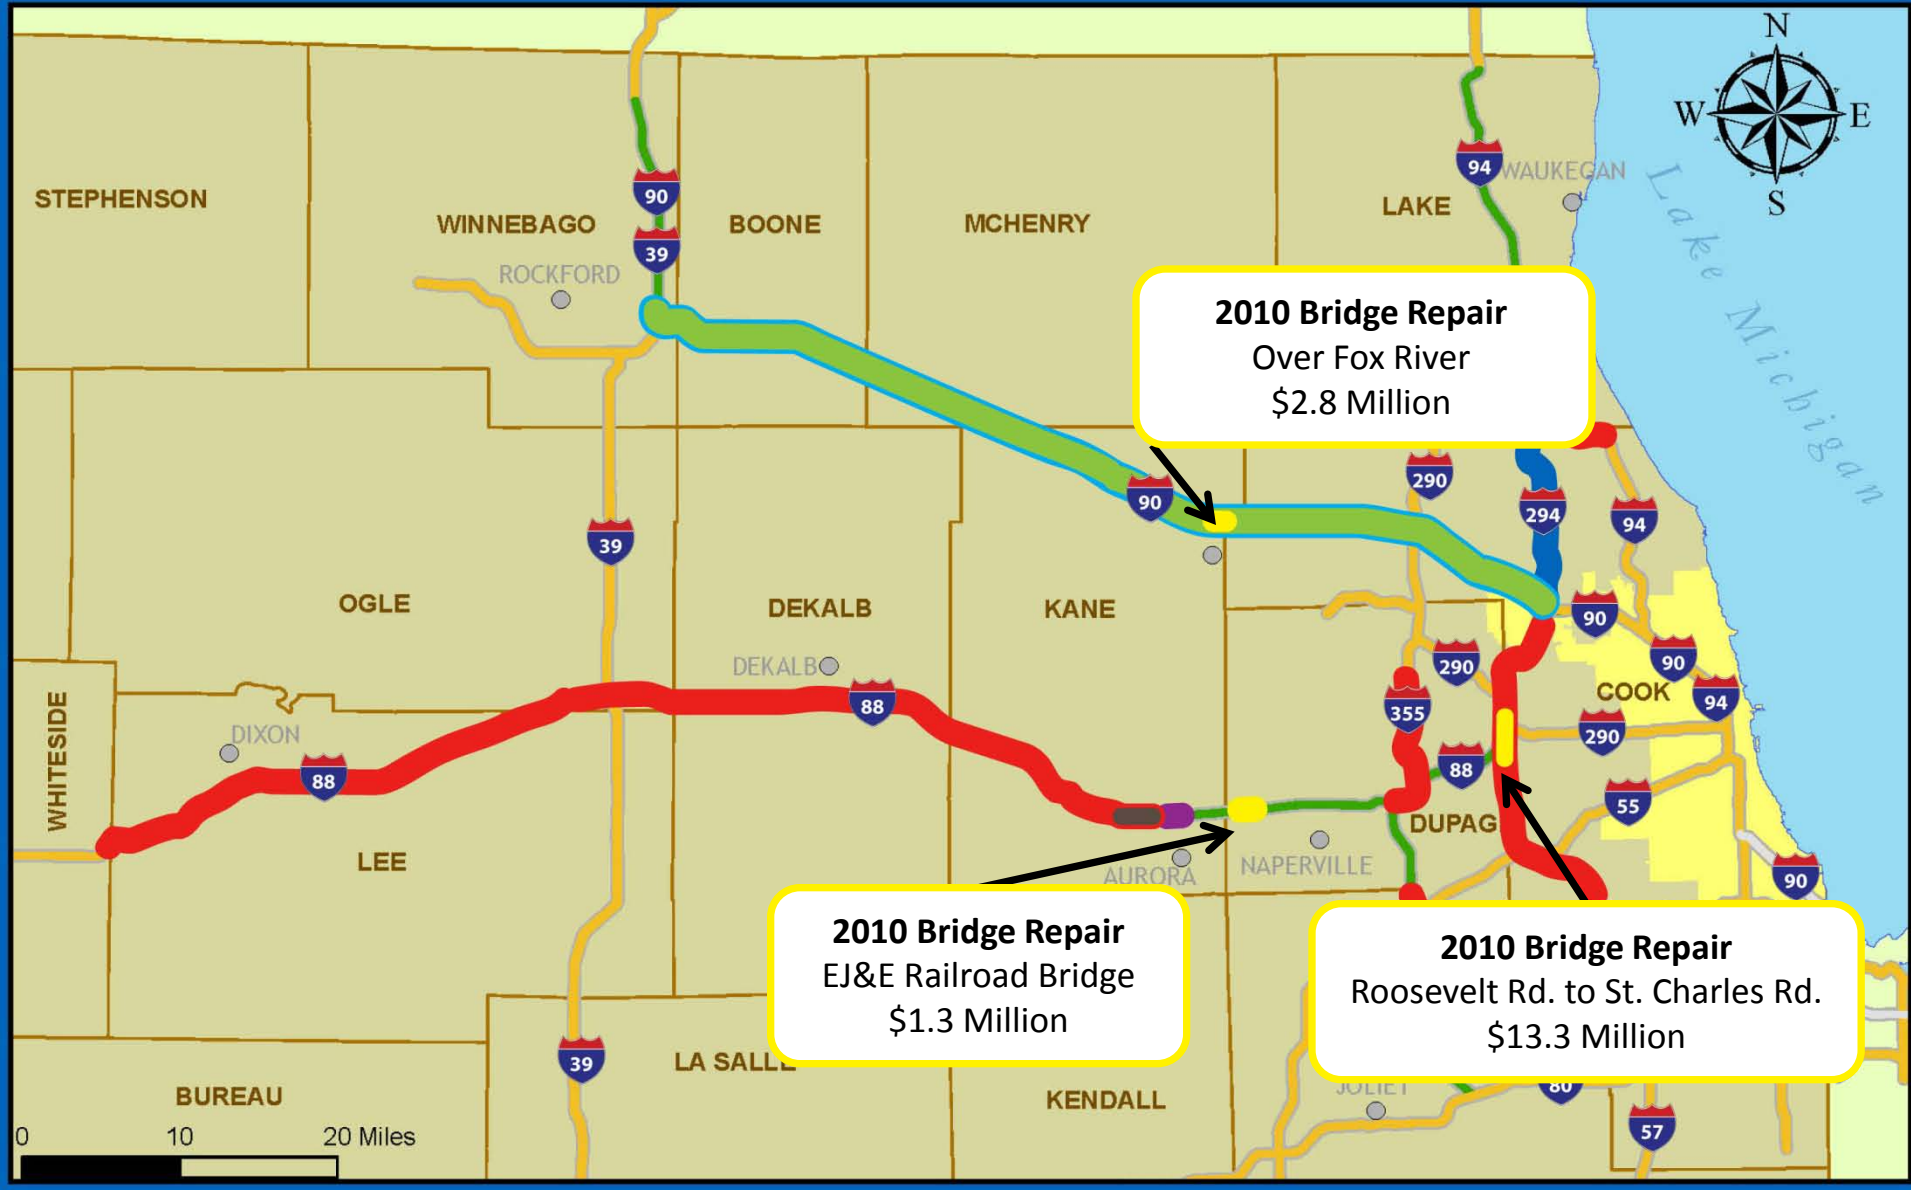 N
W
E
S
94
WAUKEGAN
90
STEPHENSON
LAKE
WINNEBAGO
BOONE
MCHENRY
39
ROCKFORD
Lake Michigan
2010 Bridge Repair
Over Fox River
$2.8 Million
290
90
294
94
39
OGLE
DEKALB
KANE
90
DEKALB
290
90
COOK
WHITESIDE
88
355
94
DIXON
290
88
88
55
DUPAG
LEE
NAPERVILLE
AURORA
90
2010 Bridge Repair
EJ&E Railroad Bridge
$1.3 Million
2010 Bridge Repair
Roosevelt Rd. to St. Charles Rd.
$13.3 Million
39
LA SALLE
BUREAU
KENDALL
JOLIET
80
57
0 10 20 Miles